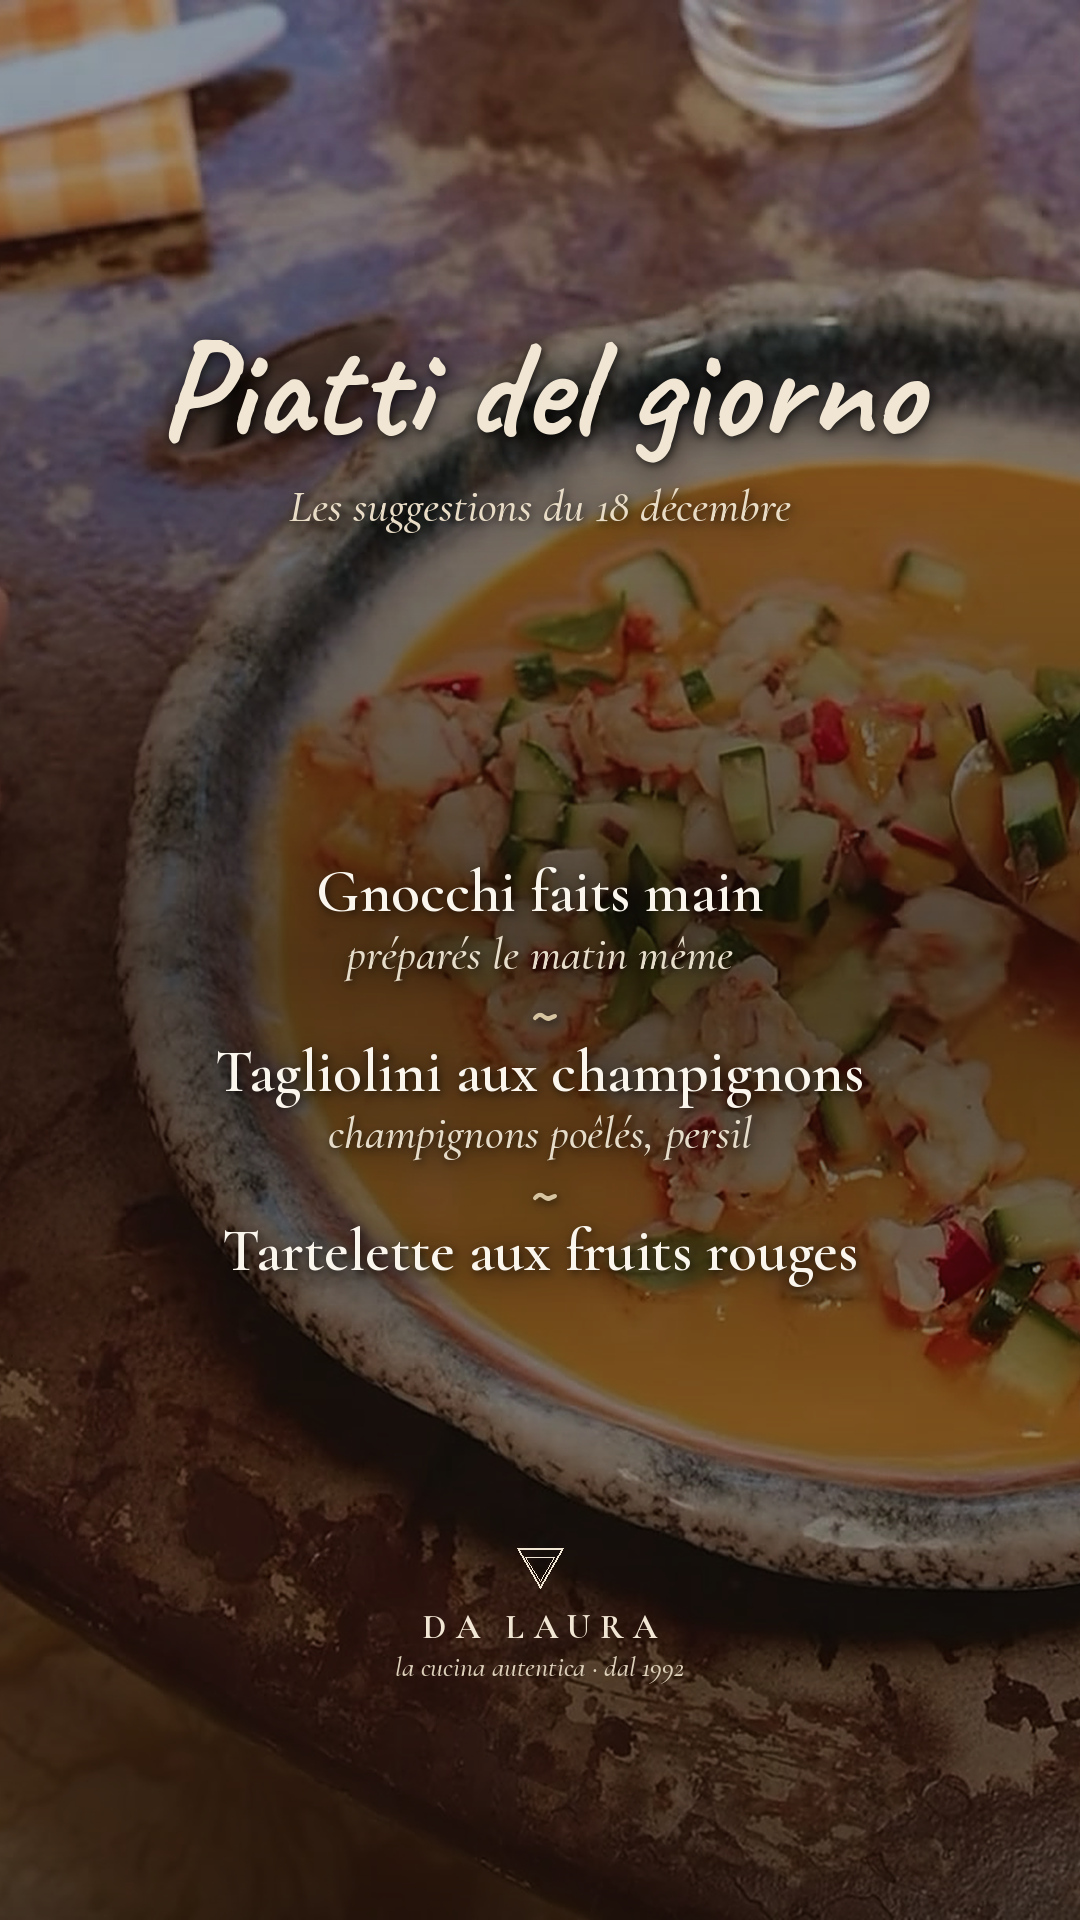 Piatti del giorno
Les suggestions du 18 décembre
Gnocchi faits main
préparés le matin même
~
Tagliolini aux champignons
champignons poêlés, persil
~
Tartelette aux fruits rouges
DA LAURA
la cucina autentica · dal 1992